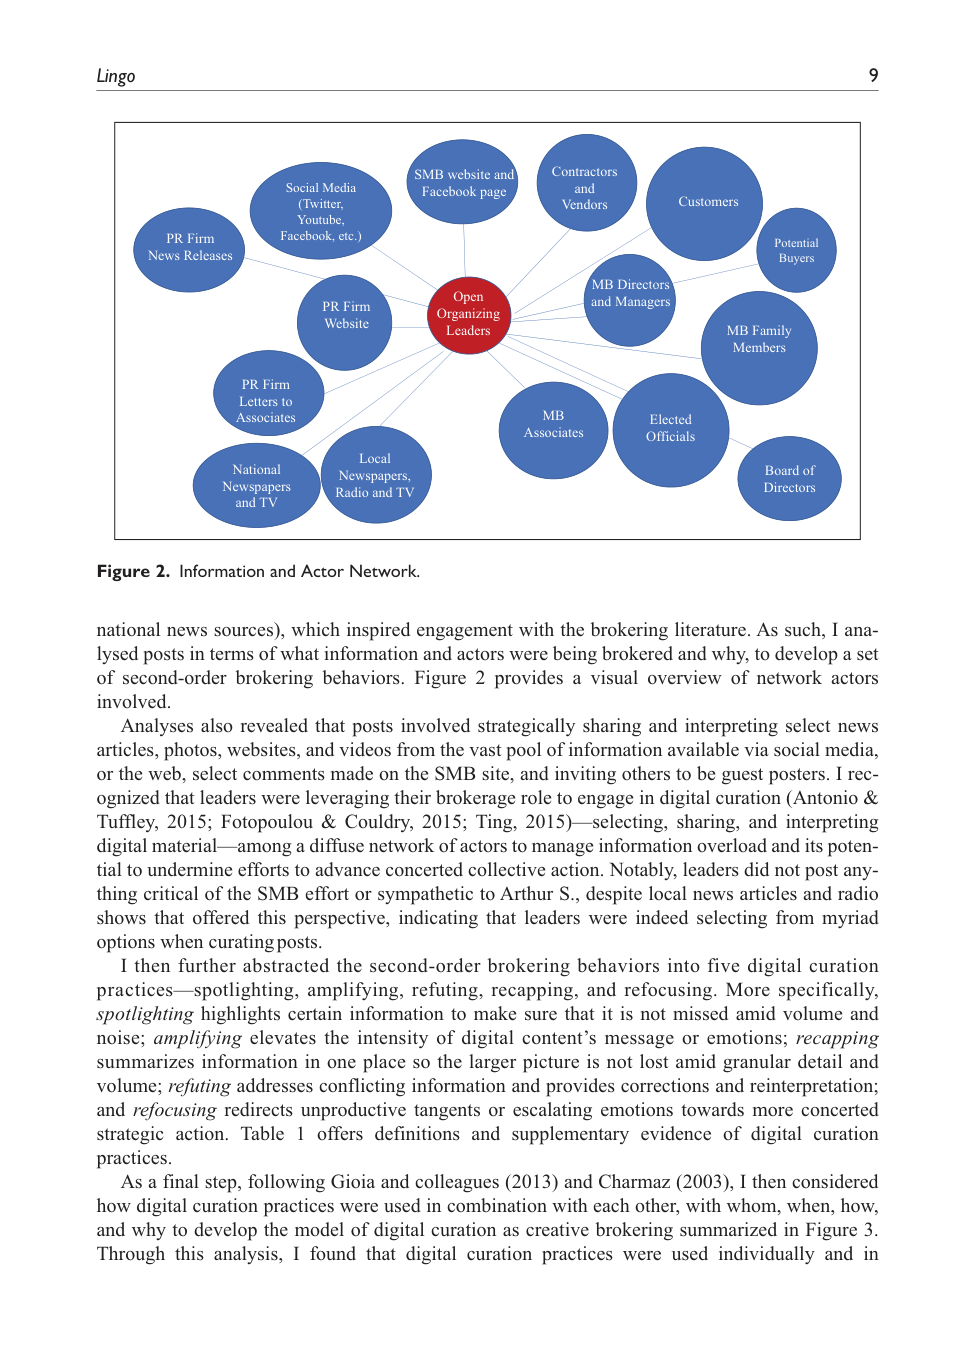 Lingo 9
SMB website and
Facebook page
Contractors
and
Vendors
Social Media
(Twitter,
Youtube,
Facebook, etc.)
Customers
PR Firm
News Releases
Potential
Buyers
MB Directors
and Managers
Open
Organizing
Leaders
PR Firm
Website
MB Family
Members
PR Firm
Letters to
Associates
MB
Associates
Elected
Officials
Local
Newspapers,
Radio and TV
National
Newspapers
and TV
Board of
Directors
Figure 2. Information and Actor Network.
national news sources), which inspired engagement with the brokering literature. As such, I ana-
lysed posts in terms of what information and actors were being brokered and why, to develop a set
of second-order brokering behaviors. Figure 2 provides a visual overview of network actors
involved.
Analyses also revealed that posts involved strategically sharing and interpreting select news
articles, photos, websites, and videos from the vast pool of information available via social media,
or the web, select comments made on the SMB site, and inviting others to be guest posters. I rec-
ognized that leaders were leveraging their brokerage role to engage in digital curation (Antonio &
Tuffley, 2015; Fotopoulou & Couldry, 2015; Ting, 2015)—selecting, sharing, and interpreting
digital material—among a diffuse network of actors to manage information overload and its poten-
tial to undermine efforts to advance concerted collective action. Notably, leaders did not post any-
thing critical of the SMB effort or sympathetic to Arthur S., despite local news articles and radio
shows that offered this perspective, indicating that leaders were indeed selecting from myriad
options when curating posts.
I then further abstracted the second-order brokering behaviors into five digital curation
practices—spotlighting, amplifying, refuting, recapping, and refocusing. More specifically,
spotlighting highlights certain information to make sure that it is not missed amid volume and
noise; amplifying elevates the intensity of digital content’s message or emotions; recapping
summarizes information in one place so the larger picture is not lost amid granular detail and
volume; refuting addresses conflicting information and provides corrections and reinterpretation;
and refocusing redirects unproductive tangents or escalating emotions towards more concerted
strategic action. Table 1 offers definitions and supplementary evidence of digital curation
practices.
As a final step, following Gioia and colleagues (2013) and Charmaz (2003), I then considered
how digital curation practices were used in combination with each other, with whom, when, how,
and why to develop the model of digital curation as creative brokering summarized in Figure 3.
Through this analysis, I found that digital curation practices were used individually and in